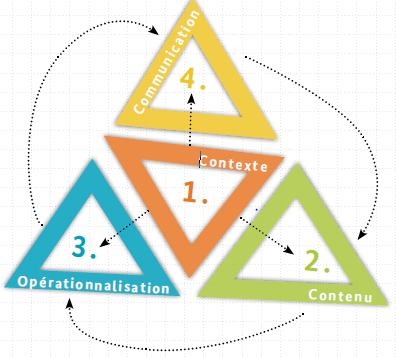 Communication
4.
Contexte
1.
3.
Opérationnalisation
2.
Contenu